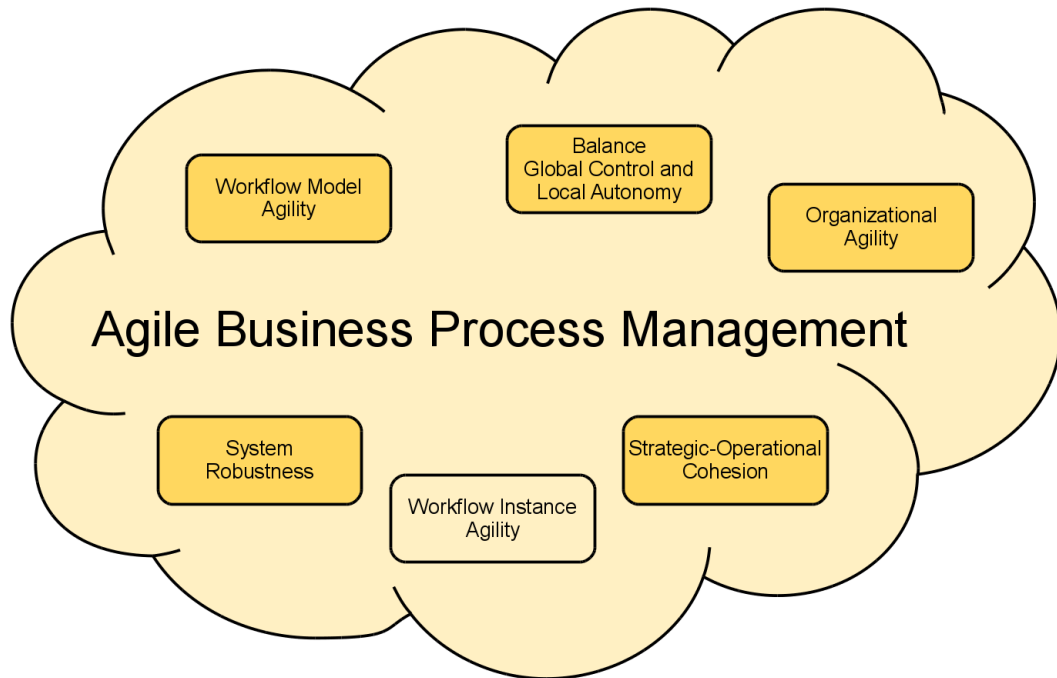 Balance
Global Control and
Local Autonomy
Workflow Model
Agility
Organizational
Agility
Agile Business Process Management
System
Robustness
Strategic-Operational
Cohesion
Workflow Instance
Agility